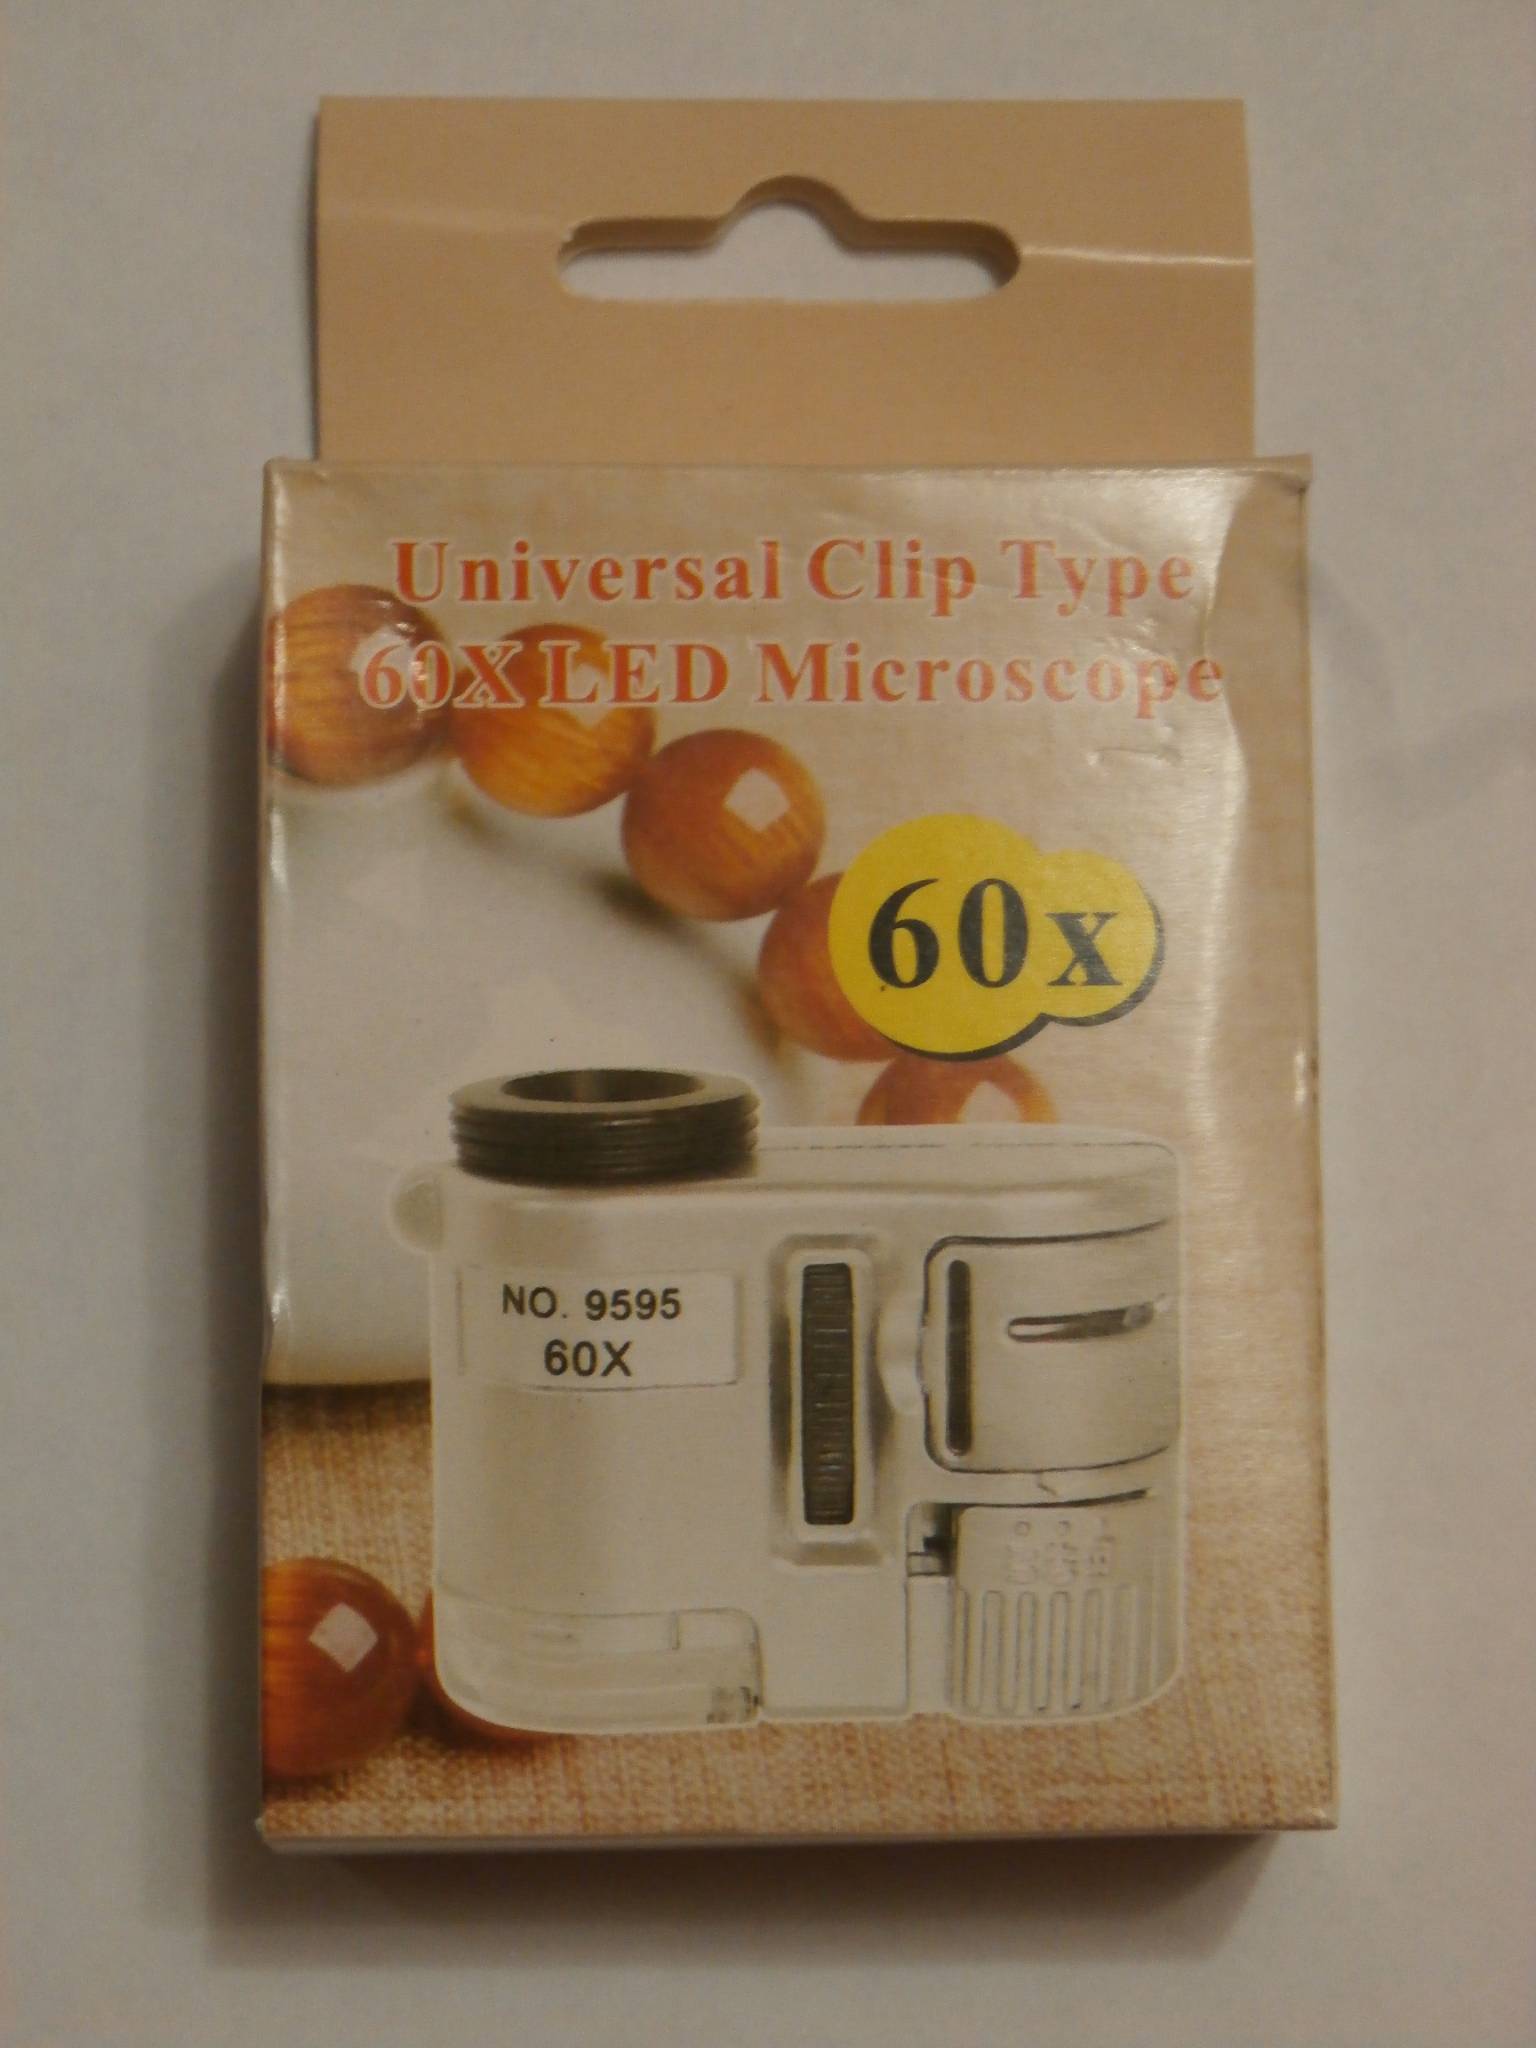 Universal Clip Type
60X LED Microscope
60x
NO. 9595
60X